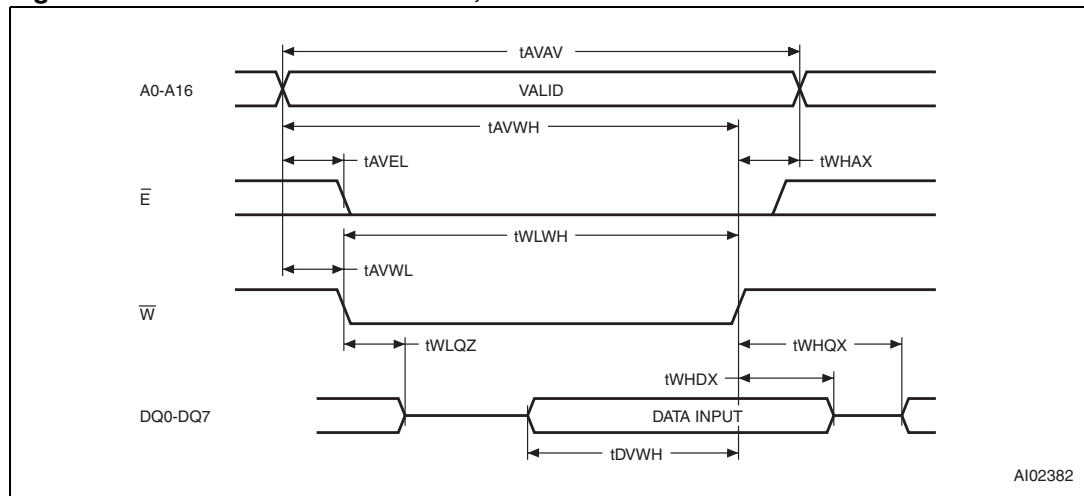 tAVAV
A0-A16
VALID
tAVWH
tAVEL
tWHAX
E̅
tWLWH
tAVWL
W̅
tWLQZ
tWHQX
tWHDX
DQ0-DQ7
DATA INPUT
tDVWH
AI02382